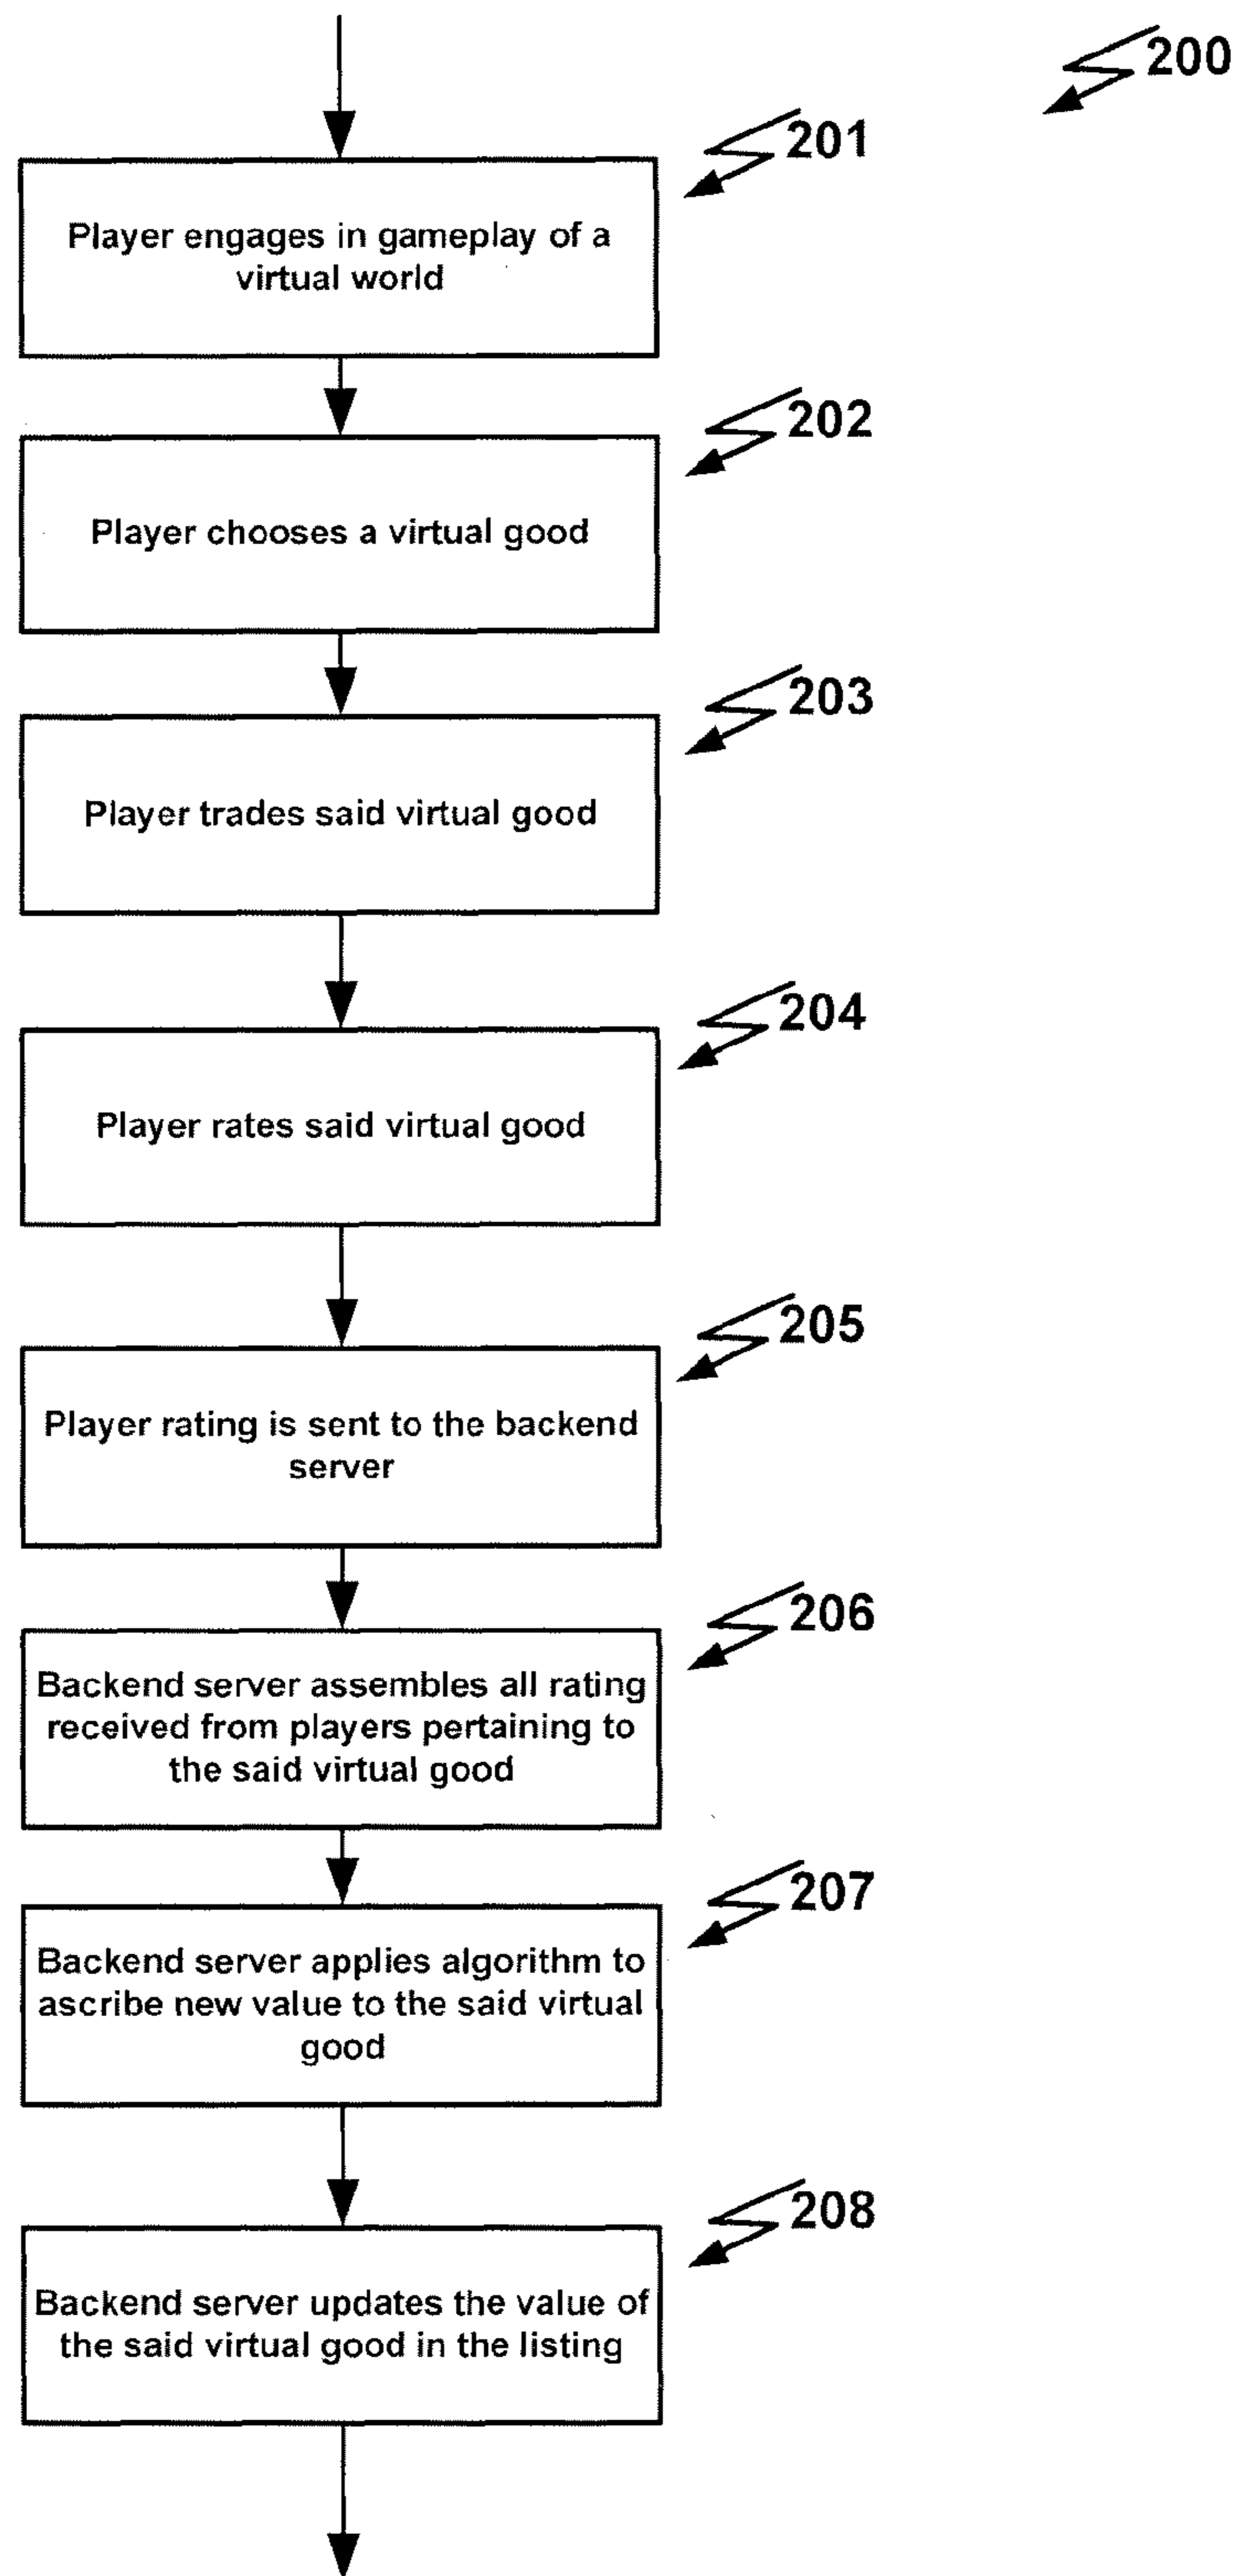 200
201
Player engages in gameplay of a
virtual world
202
Player chooses a virtual good
203
Player trades said virtual good
204
Player rates said virtual good
205
Player rating is sent to the backend
server
206
Backend server assembles all rating
received from players pertaining to
the said virtual good
207
Backend server applies algorithm to
ascribe new value to the said virtual
good
208
Backend server updates the value of
the said virtual good in the listing